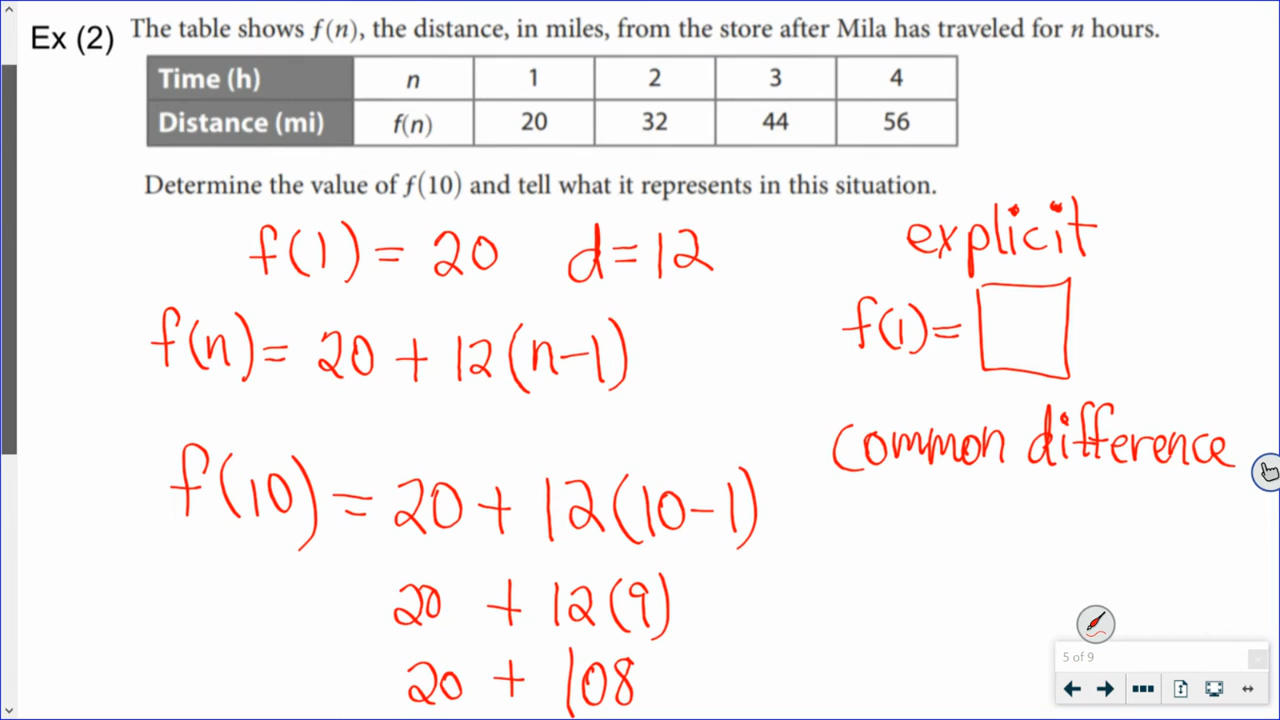 Ex (2) The table shows f(n), the distance, in miles, from the store after Mila has traveled for n hours.
Time (h) n 1 2 3 4
Distance (mi) f(n) 20 32 44 56
Determine the value of f(10) and tell what it represents in this situation.
explicit
f(1) = 20 d = 12
f(1) =
f(n) = 20 + 12(n-1)
common difference
f(10) = 20 + 12(10-1)
20 + 12(9)
20 + 108
5 of 9